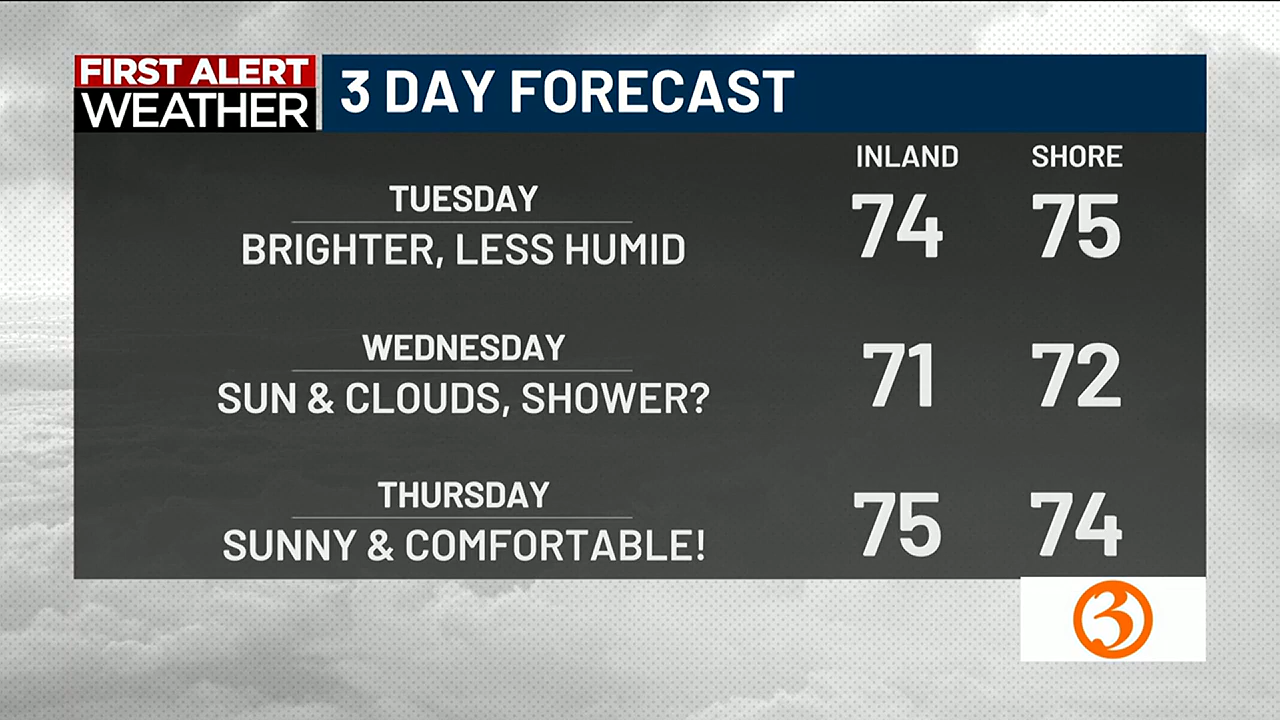 FIRST ALERT
WEATHER
3 DAY FORECAST
INLAND SHORE
TUESDAY
BRIGHTER, LESS HUMID
74 75
WEDNESDAY
SUN & CLOUDS, SHOWER?
71 72
THURSDAY
SUNNY & COMFORTABLE!
75 74
3